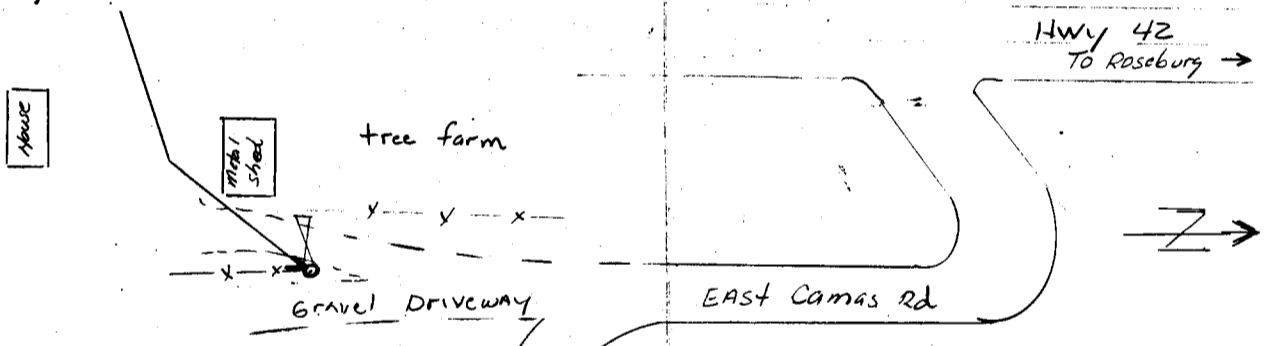 Hwy 42
To Roseburg →
House
metal
shed
tree farm
x x x
x x
N
Gravel Driveway
EASt Camas Rd